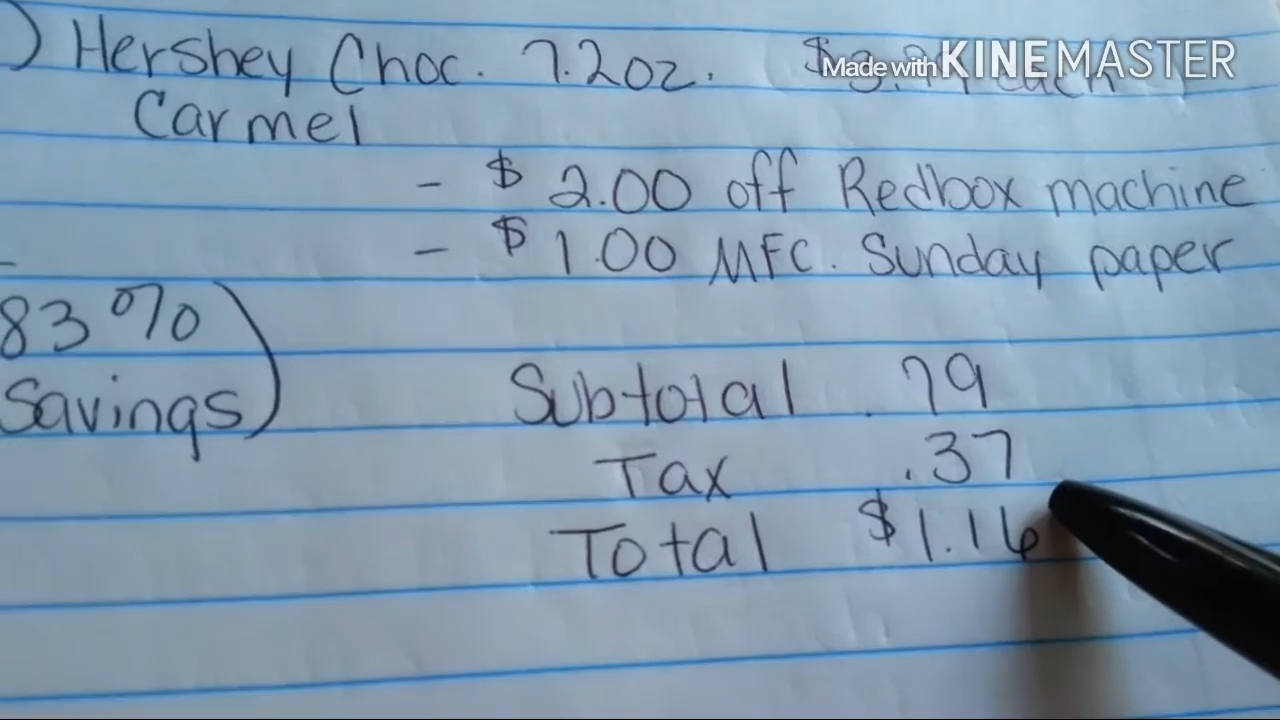 ) Hershey Choc. 7.2oz. each
Made with KINEMASTER
Carmel
- $ 2.00 off Redbox machine
- $ 1.00 MFC. Sunday paper
83%
Savings)
Subtotal .79
Tax .37
Total $1.16